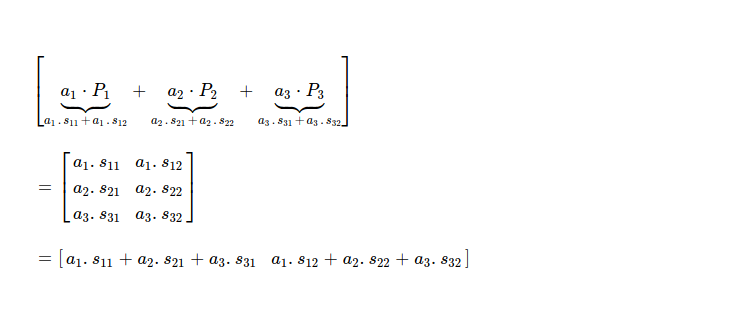 [ a₁ · P₁ + a₂ · P₂ + a₃ · P₃ ]
a₁ . s₁₁ + a₁ . s₁₂ a₂ . s₂₁ + a₂ . s₂₂ a₃ . s₃₁ + a₃ . s₃₂
= [ a₁. s₁₁ a₁. s₁₂
a₂. s₂₁ a₂. s₂₂
a₃. s₃₁ a₃. s₃₂ ]
= [ a₁. s₁₁ + a₂. s₂₁ + a₃. s₃₁ a₁. s₁₂ + a₂. s₂₂ + a₃. s₃₂ ]